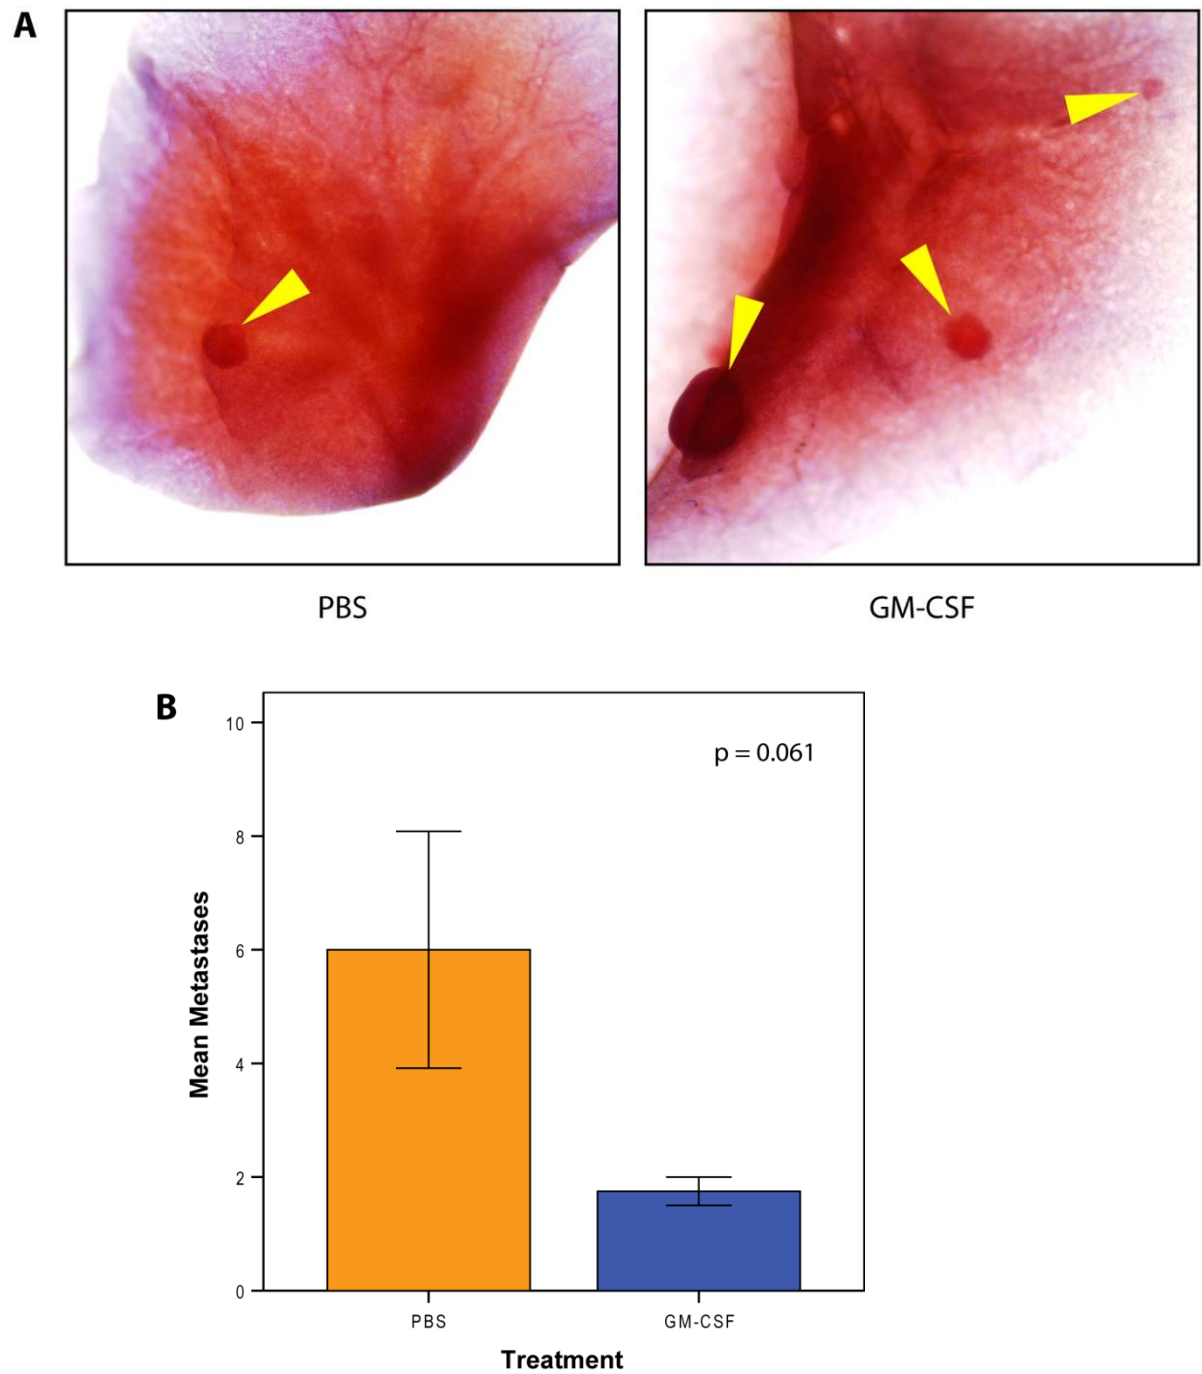 A
PBS
GM-CSF
B
10
p = 0.061
8
6
4
2
0
Mean Metastases
PBS
GM-CSF
Treatment